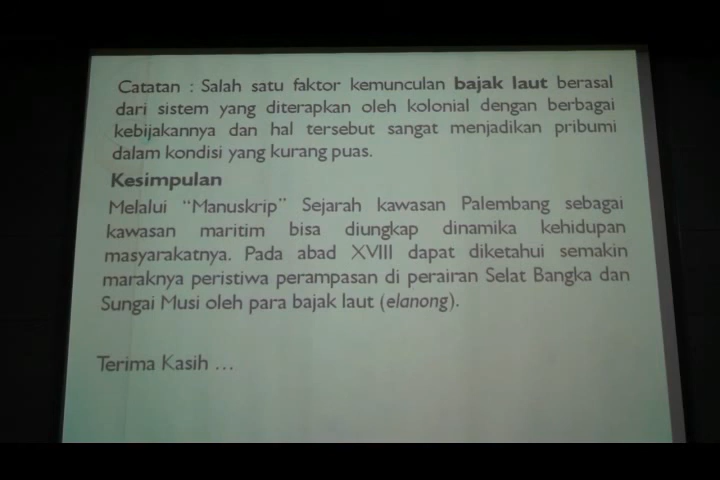 Catatan : Salah satu faktor kemunculan bajak laut berasal
dari sistem yang diterapkan oleh kolonial dengan berbagai
kebijakannya dan hal tersebut sangat menjadikan pribumi
dalam kondisi yang kurang puas.
Kesimpulan
Melalui “Manuskrip” Sejarah kawasan Palembang sebagai
kawasan maritim bisa diungkap dinamika kehidupan
masyarakatnya. Pada abad XVIII dapat diketahui semakin
maraknya peristiwa perampasan di perairan Selat Bangka dan
Sungai Musi oleh para bajak laut (elanong).
Terima Kasih ...